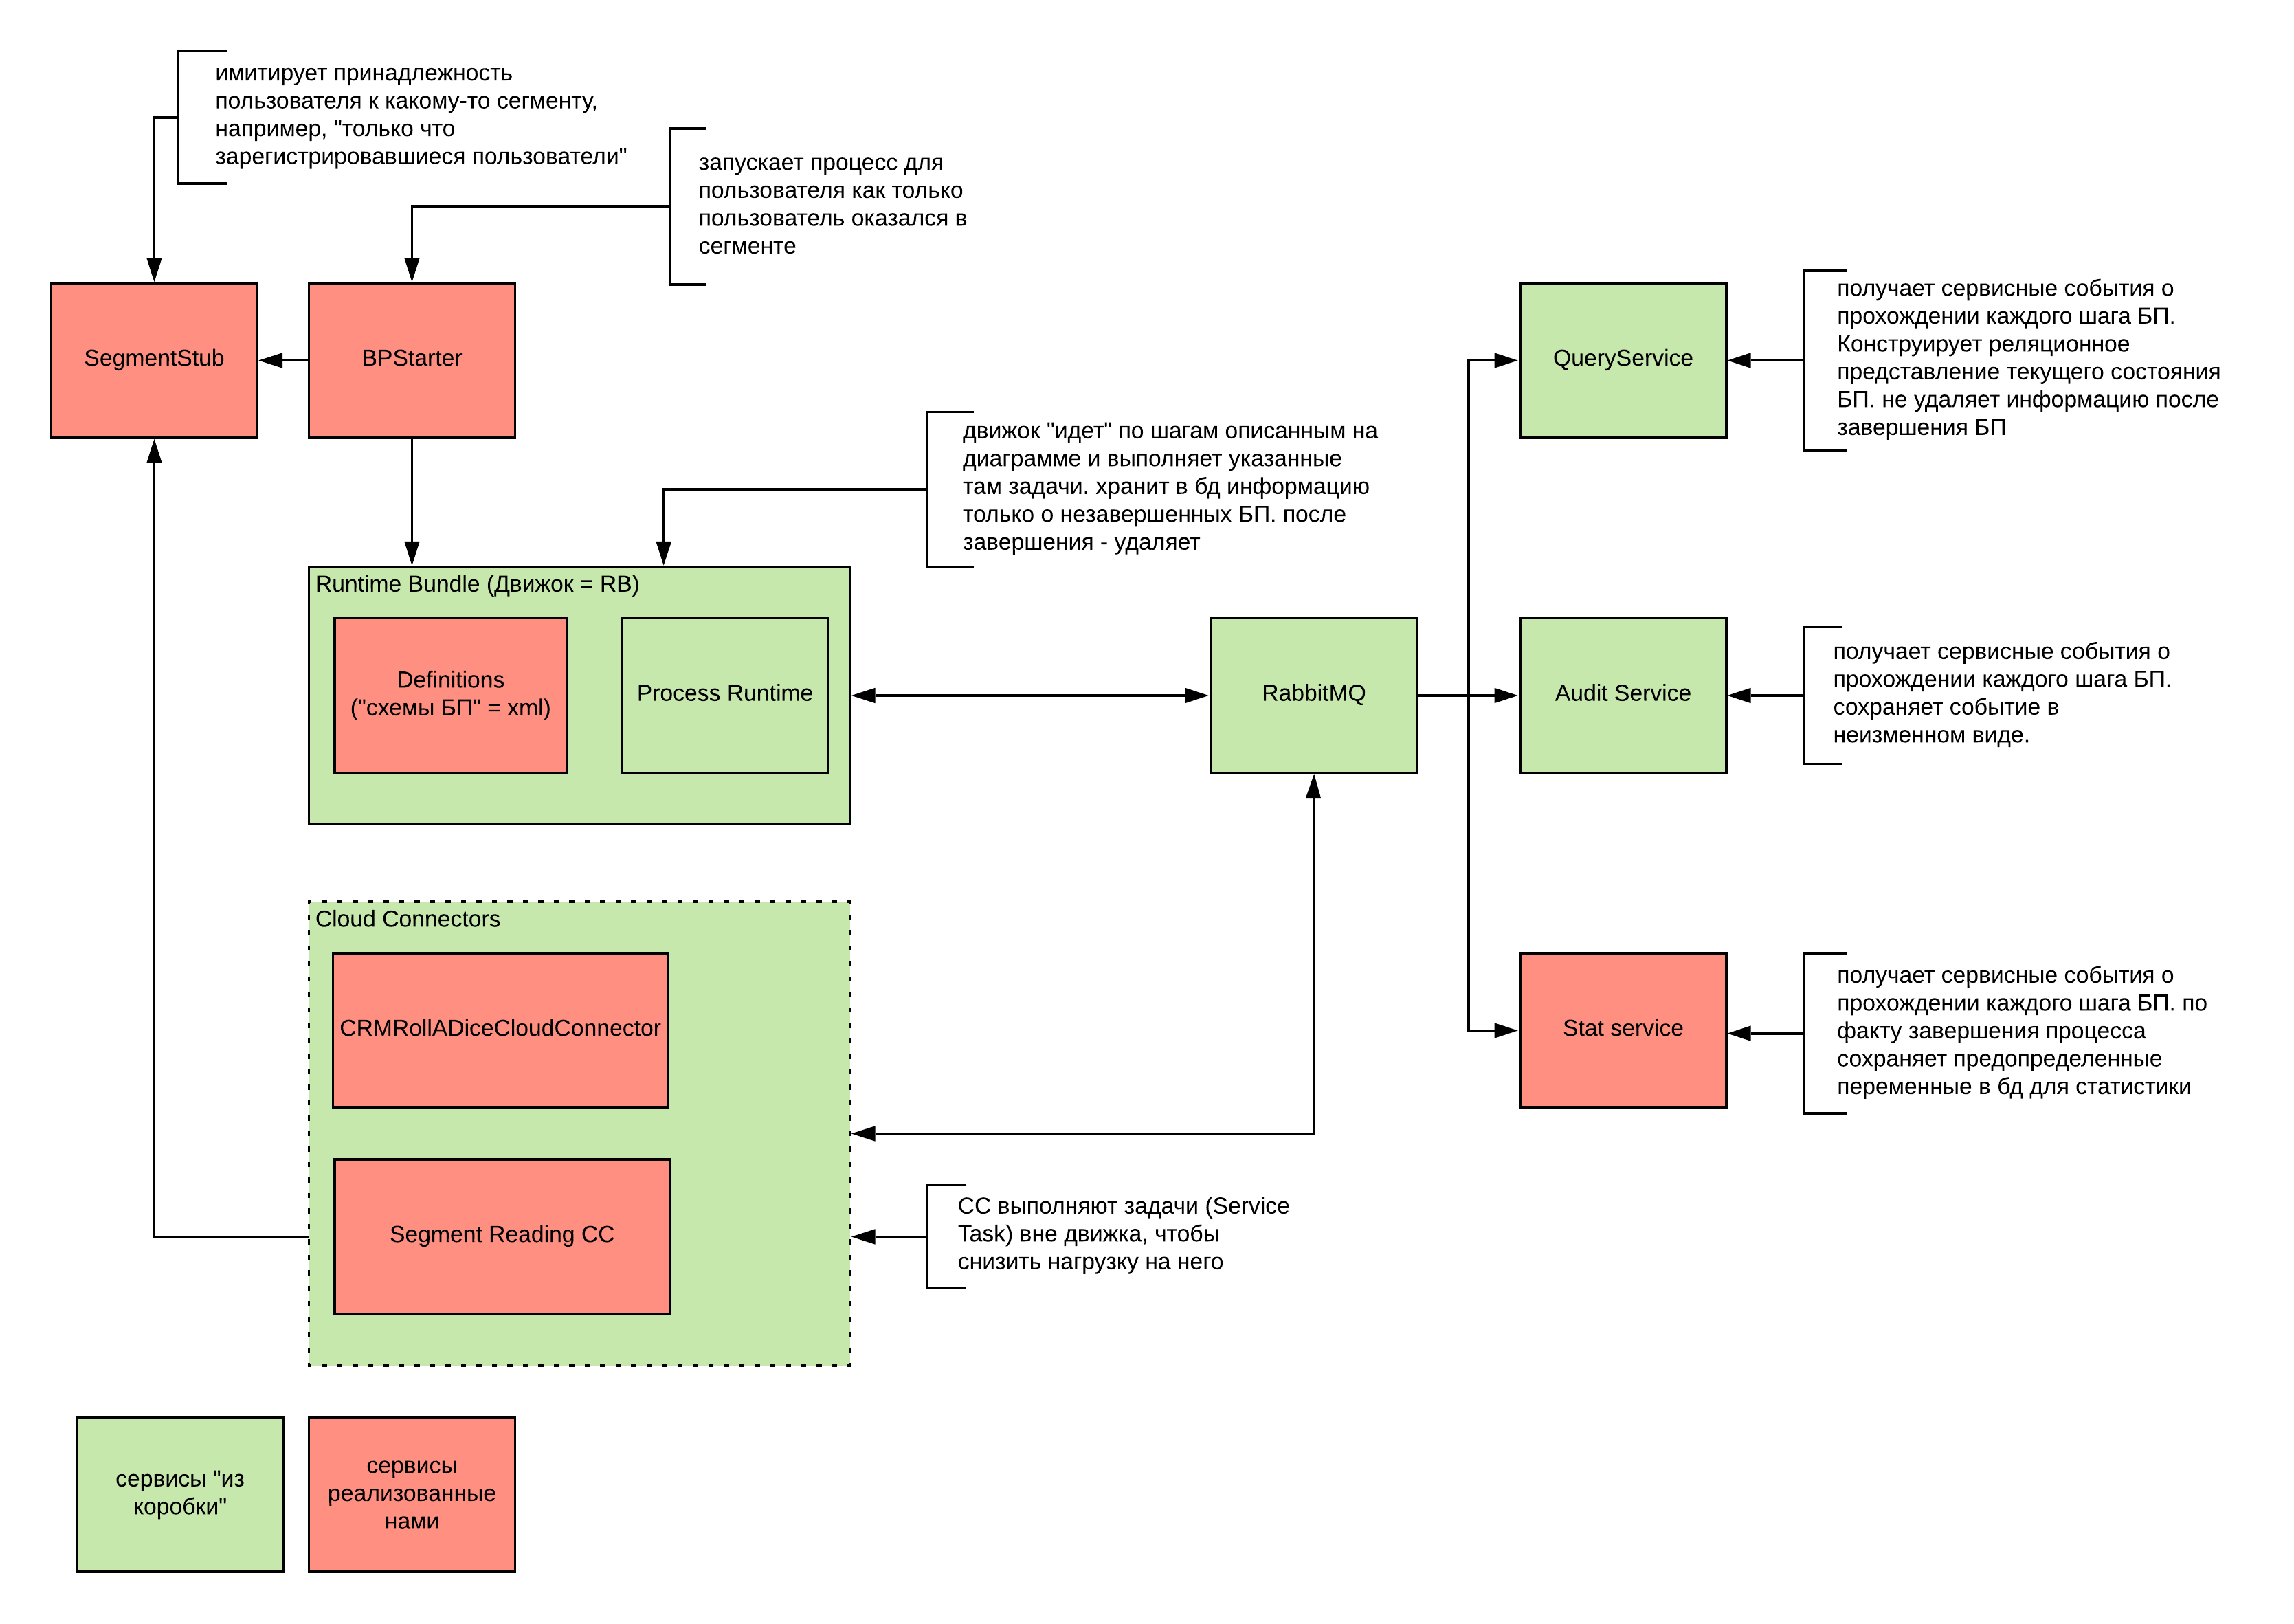 имитирует принадлежность
пользователя к какому-то сегменту,
например, "только что
зарегистрировавшиеся пользователи"
запускает процесс для
пользователя как только
пользователь оказался в
сегменте
SegmentStub
BPStarter
QueryService
получает сервисные события о
прохождении каждого шага БП.
Конструирует реляционное
представление текущего состояния
БП. не удаляет информацию после
завершения БП
движок "идет" по шагам описанным на
диаграмме и выполняет указанные
там задачи. хранит в бд информацию
только о незавершенных БП. после
завершения - удаляет
Runtime Bundle (Движок = RB)
Definitions
("схемы БП" = xml)
Process Runtime
RabbitMQ
Audit Service
получает сервисные события о
прохождении каждого шага БП.
сохраняет событие в
неизменном виде.
Cloud Connectors
CRMRollADiceCloudConnector
Stat service
получает сервисные события о
прохождении каждого шага БП. по
факту завершения процесса
сохраняет предопределенные
переменные в бд для статистики
Segment Reading CC
CC выполняют задачи (Service
Task) вне движка, чтобы
снизить нагрузку на него
сервисы "из
коробки"
сервисы
реализованные
нами